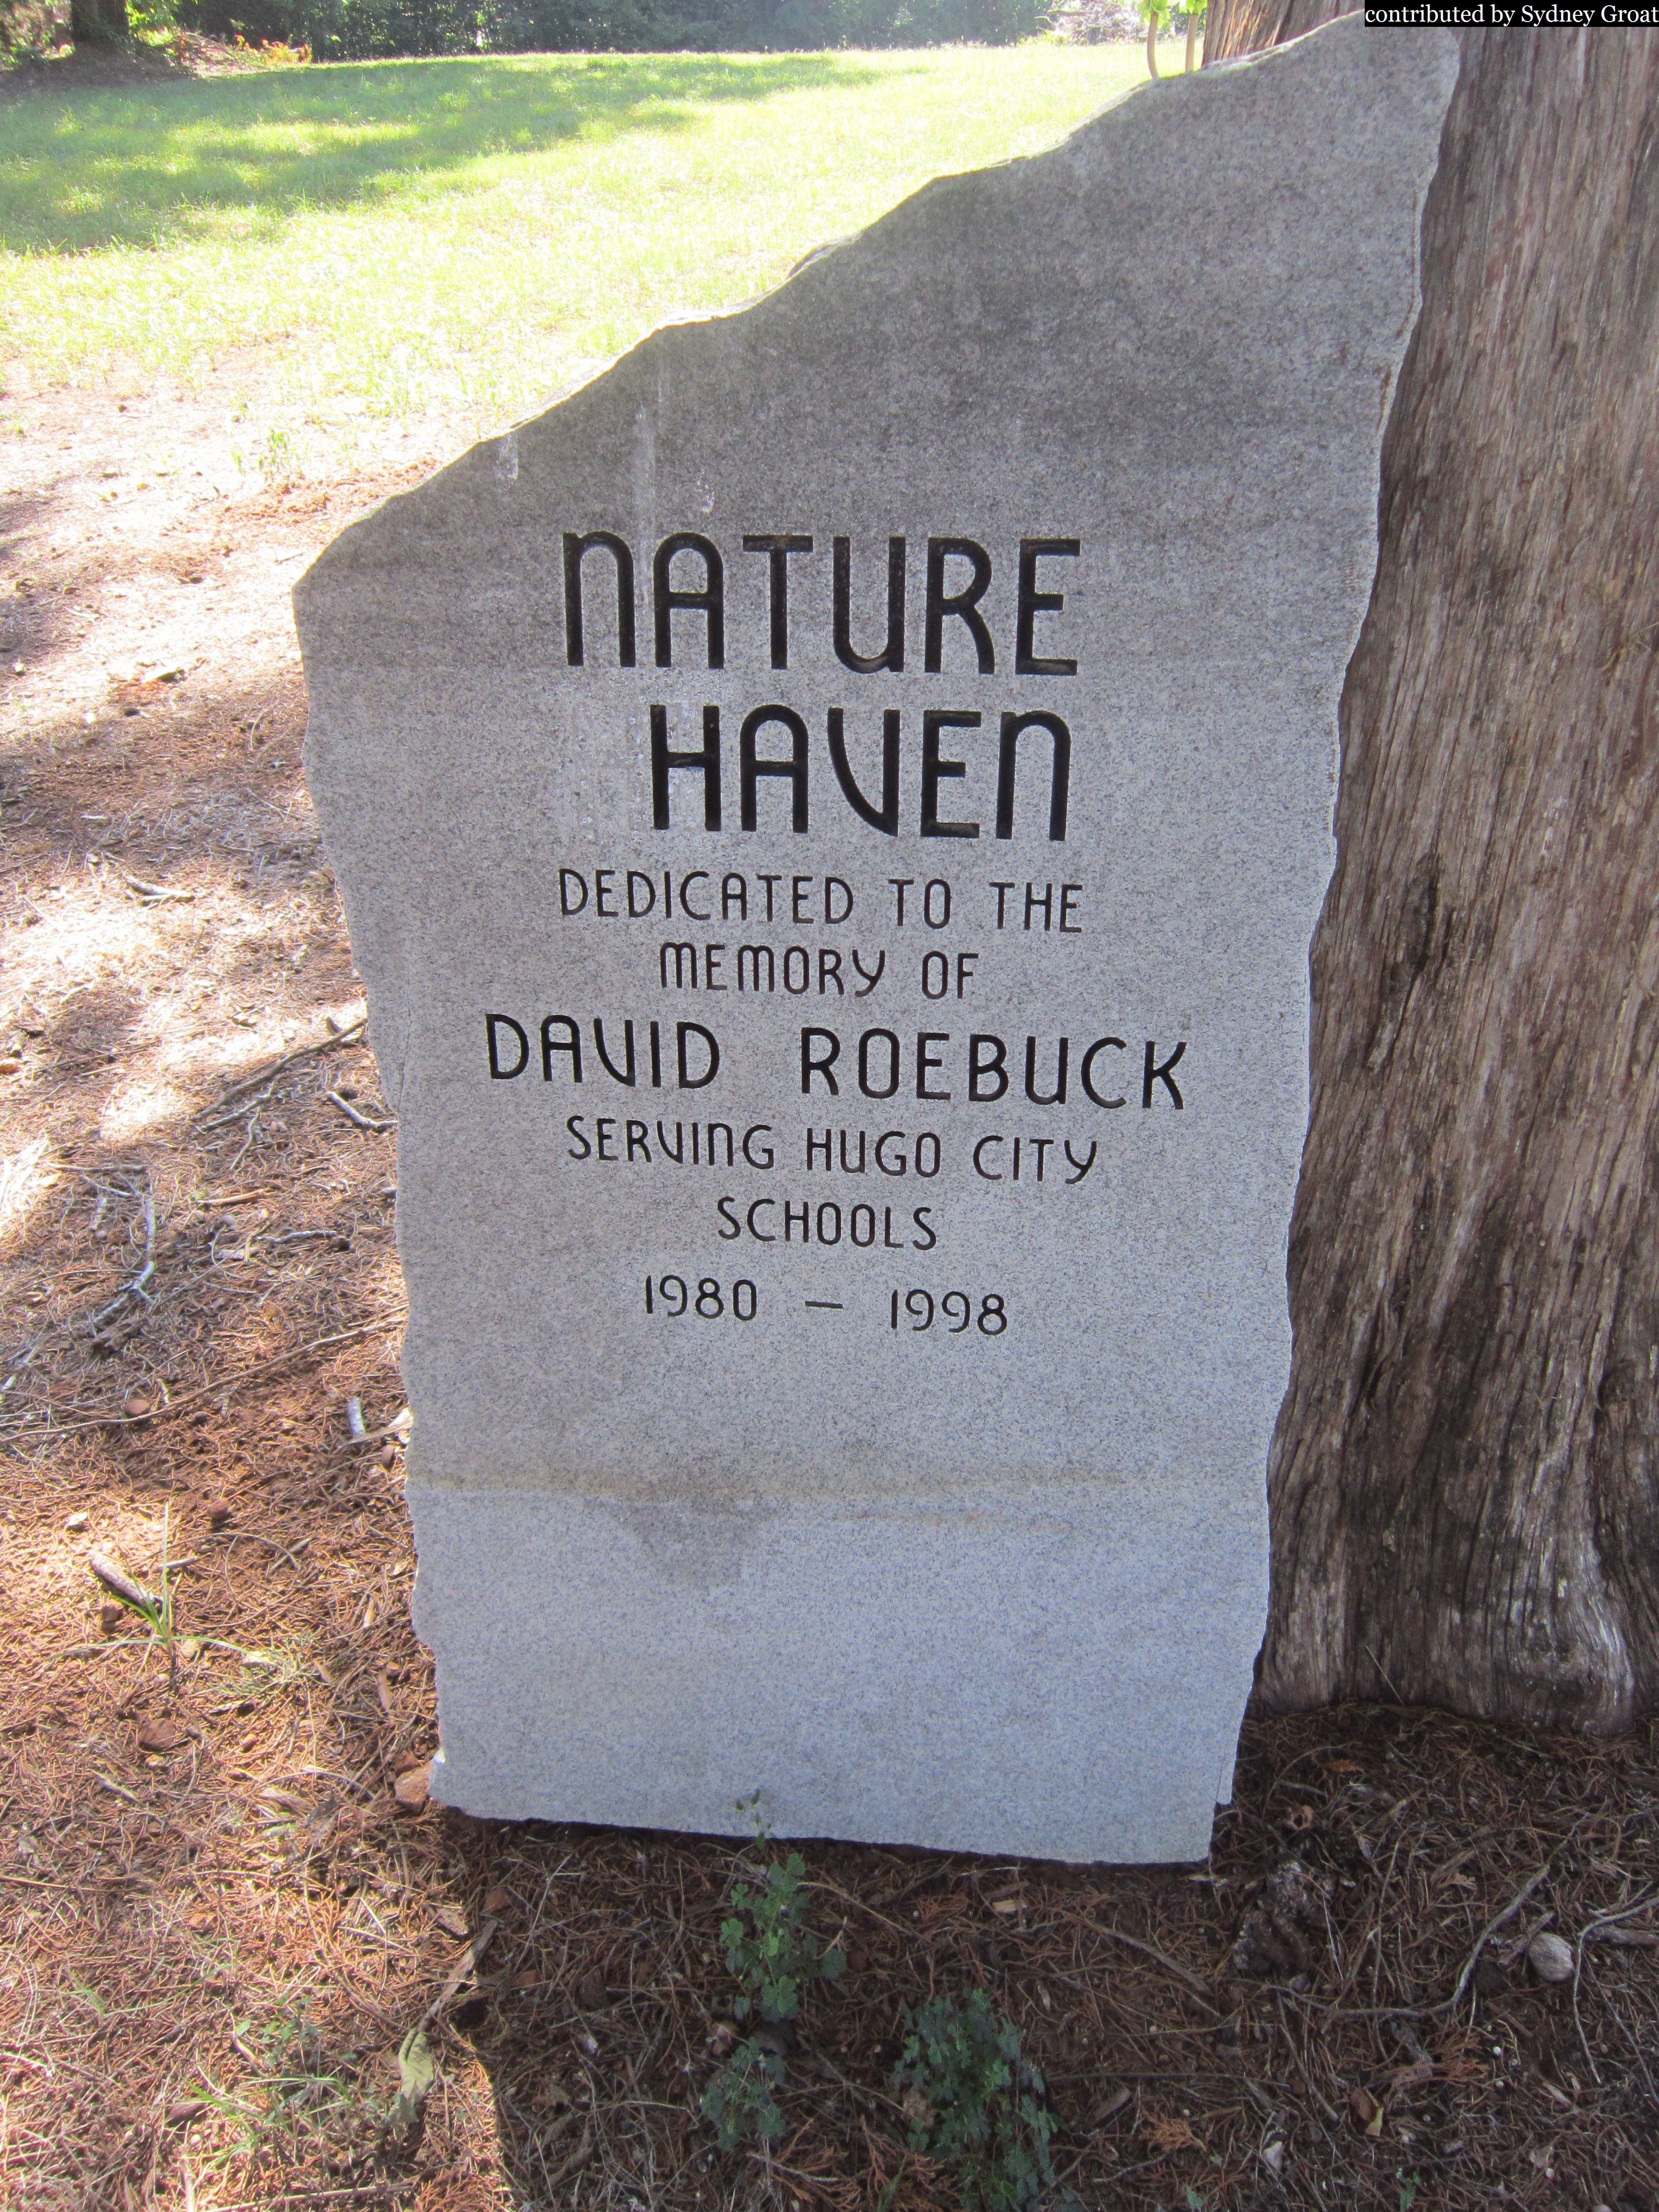 contributed by Sydney Groat
NATURE
HAVEN
DEDICATED TO THE
MEMORY OF
DAVID ROEBUCK
SERVING HUGO CITY
SCHOOLS
1980 — 1998